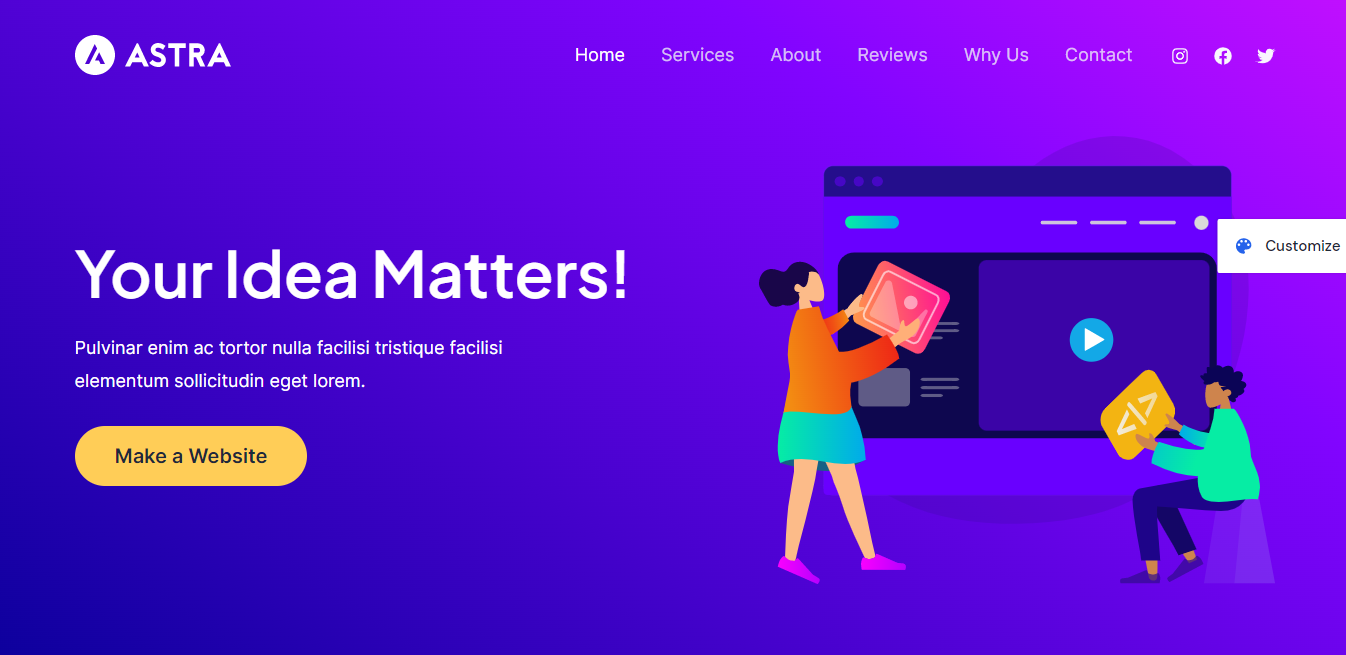 ASTRA
Home Services About Reviews Why Us Contact
Customize
Your Idea Matters!
Pulvinar enim ac tortor nulla facilisi tristique facilisi
elementum sollicitudin eget lorem.
Make a Website
</>